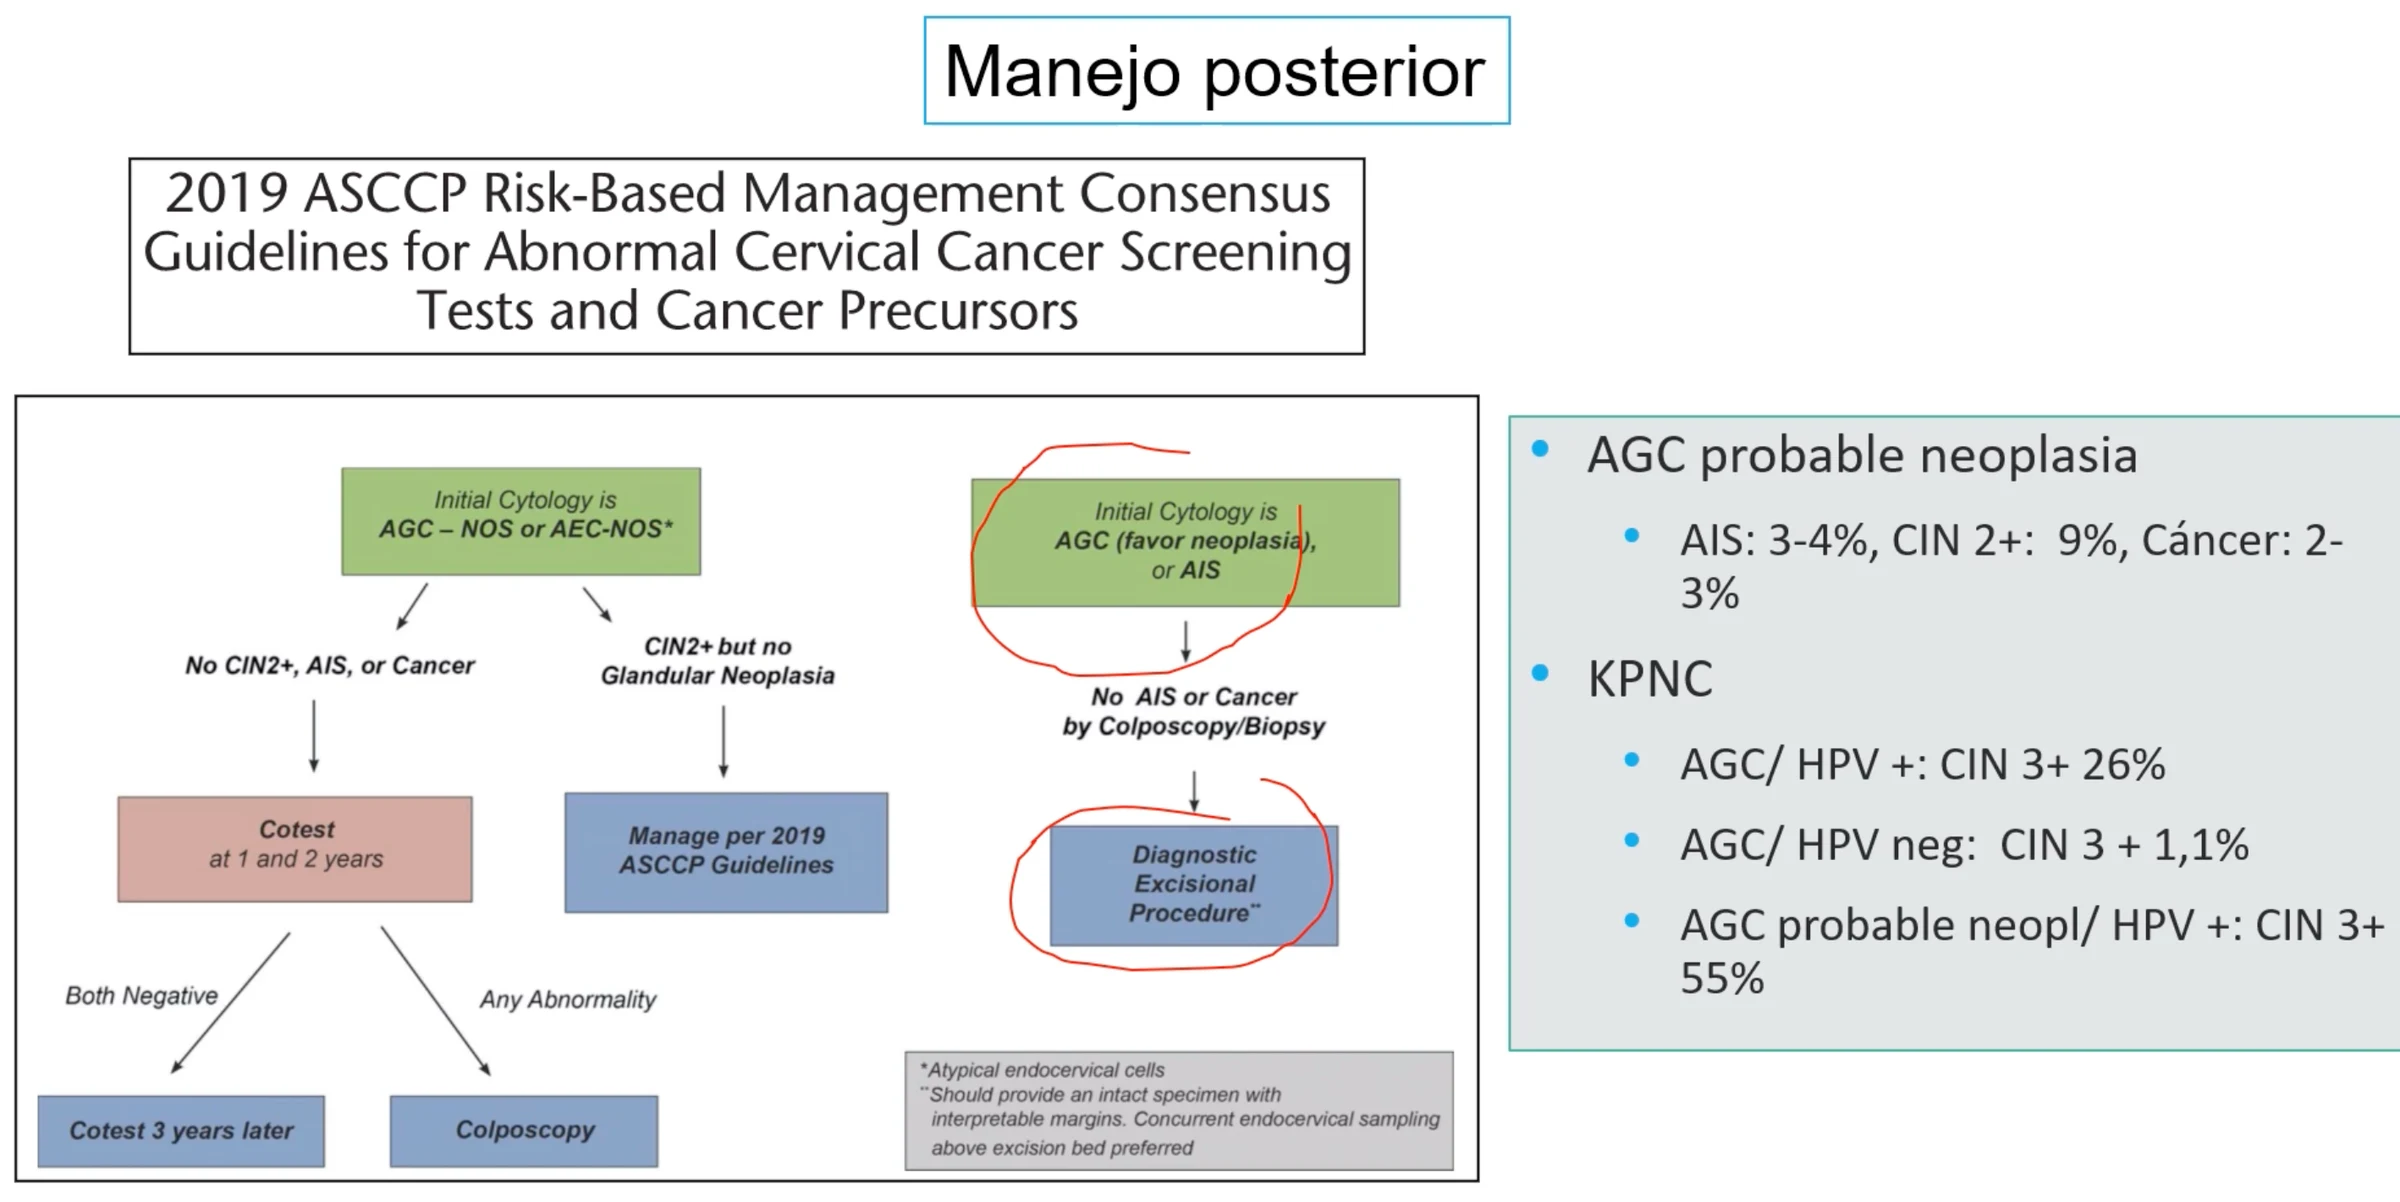 Manejo posterior
2019 ASCCP Risk-Based Management Consensus
Guidelines for Abnormal Cervical Cancer Screening
Tests and Cancer Precursors
Initial Cytology is
AGC – NOS or AEC-NOS*
No CIN2+, AIS, or Cancer
CIN2+ but no
Glandular Neoplasia
Cotest
at 1 and 2 years
Manage per 2019
ASCCP Guidelines
Both Negative
Any Abnormality
Cotest 3 years later
Colposcopy
Initial Cytology is
AGC (favor neoplasia),
or AIS
No AIS or Cancer
by Colposcopy/Biopsy
Diagnostic
Excisional
Procedure**
*Atypical endocervical cells
**Should provide an intact specimen with
interpretable margins. Concurrent endocervical sampling
above excision bed preferred
• AGC probable neoplasia
• AIS: 3-4%, CIN 2+: 9%, Cáncer: 2-
3%
• KPNC
• AGC/ HPV +: CIN 3+ 26%
• AGC/ HPV neg: CIN 3 + 1,1%
• AGC probable neopl/ HPV +: CIN 3+
55%